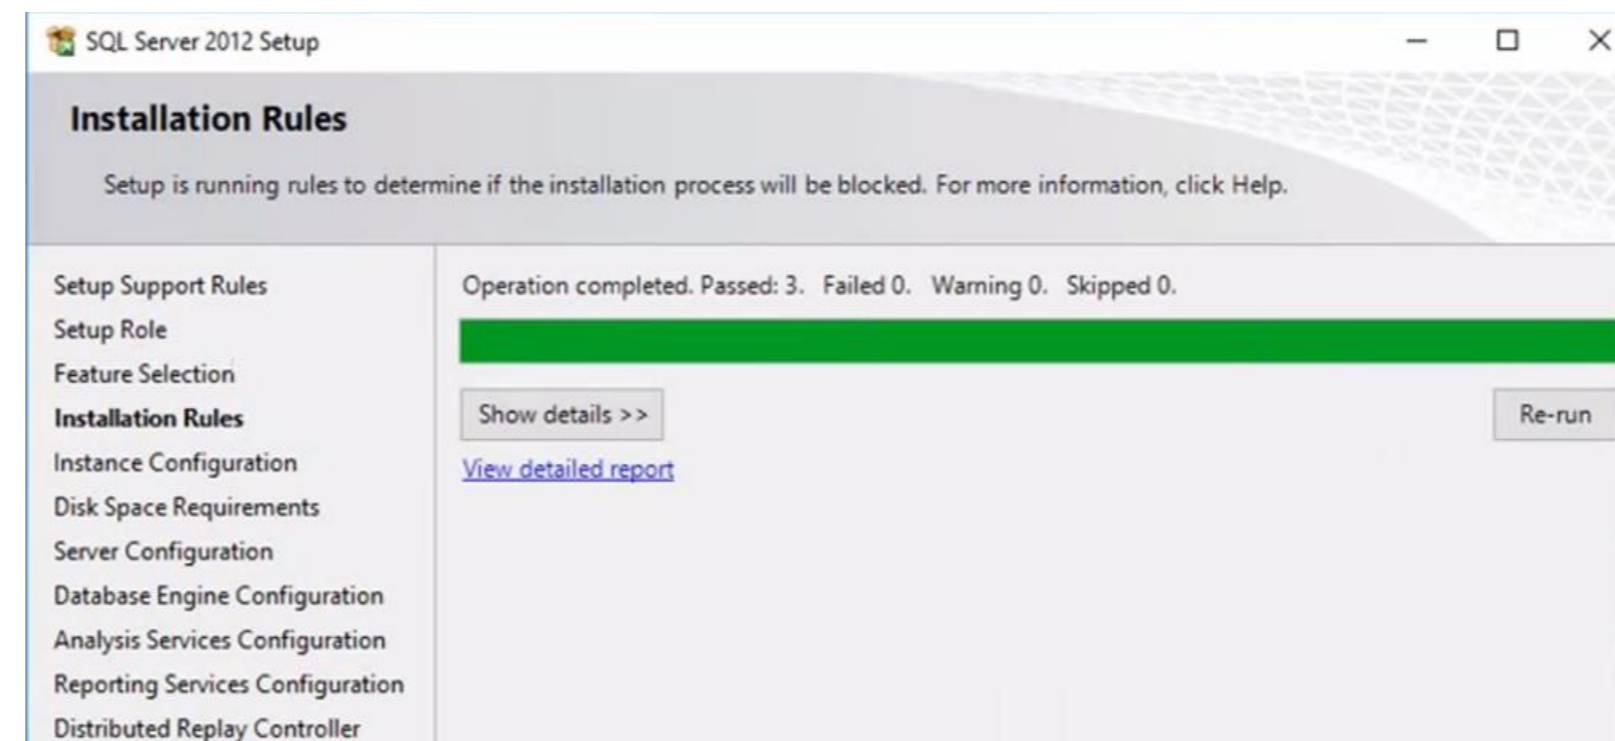 SQL Server 2012 Setup
Installation Rules
Setup is running rules to determine if the installation process will be blocked. For more information, click Help.
Setup Support Rules
Setup Role
Feature Selection
Installation Rules
Instance Configuration
Disk Space Requirements
Server Configuration
Database Engine Configuration
Analysis Services Configuration
Reporting Services Configuration
Distributed Replay Controller
Operation completed. Passed: 3. Failed 0. Warning 0. Skipped 0.
Show details >>
Re-run
View detailed report